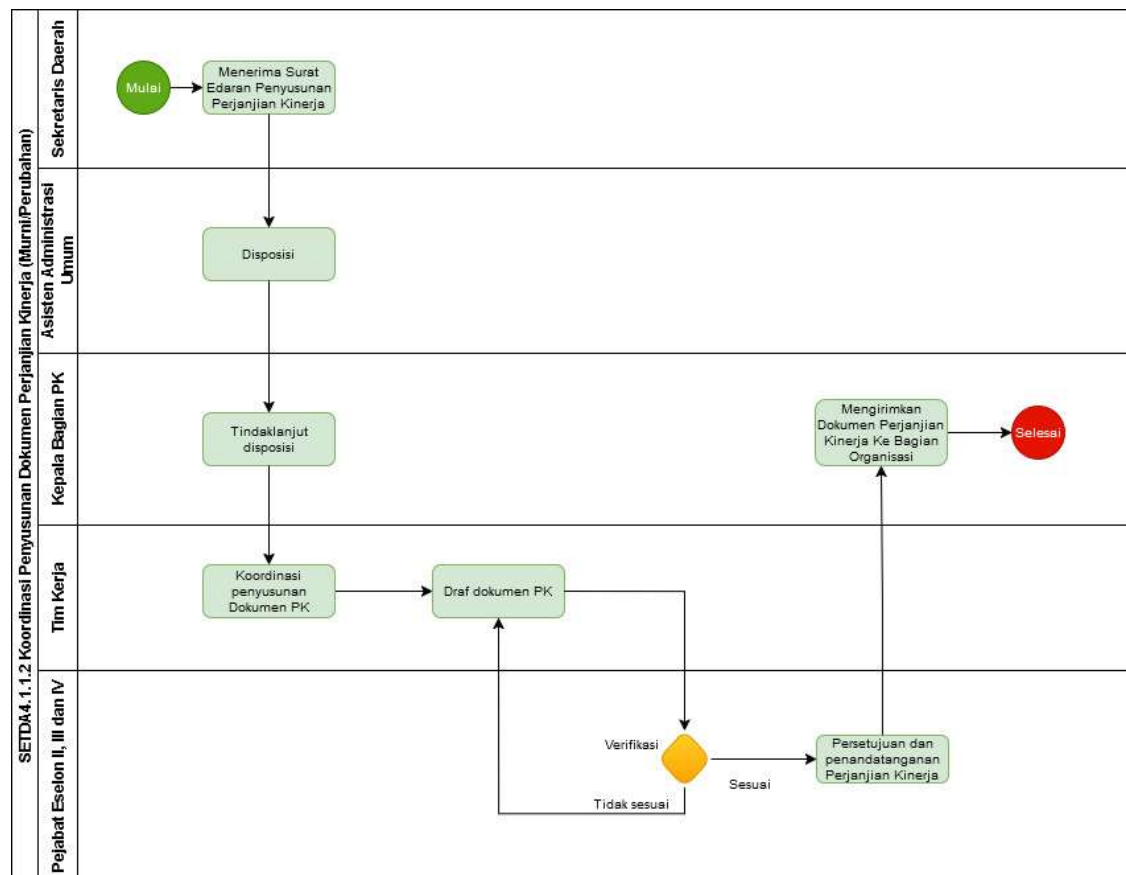 SETDA4.1.1.2 Koordinasi Penyusunan Dokumen Perjanjian Kinerja (Murni/Perubahan)
Sekretaris Daerah
Mulai
Menerima Surat
Edaran Penyusunan
Perjanjian Kinerja
Asisten Administrasi
Umum
Disposisi
Kepala Bagian PK
Tindaklanjut
disposisi
Mengirimkan
Dokumen Perjanjian
Kinerja Ke Bagian
Organisasi
Selesai
Tim Kerja
Koordinasi
penyusunan
Dokumen PK
Draf dokumen PK
Pejabat Eselon II, III dan IV
Verifikasi
Sesuai
Tidak sesuai
Persetujuan dan
penandatanganan
Perjanjian Kinerja